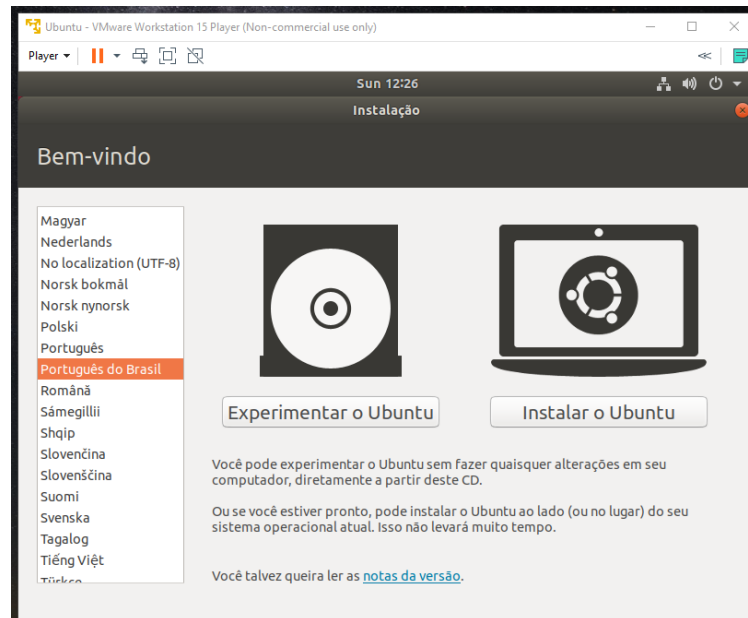 Ubuntu - VMware Workstation 15 Player (Non-commercial use only)
Player
Sun 12:26
Instalação
Bem-vindo
Magyar
Nederlands
No localization (UTF-8)
Norsk bokmål
Norsk nynorsk
Polski
Português
Português do Brasil
Română
Sámegillii
Shqip
Slovenčina
Slovenščina
Suomi
Svenska
Tagalog
Tiếng Việt
Türkçe
Experimentar o Ubuntu
Instalar o Ubuntu
Você pode experimentar o Ubuntu sem fazer quaisquer alterações em seu
computador, diretamente a partir deste CD.
Ou se você estiver pronto, pode instalar o Ubuntu ao lado (ou no lugar) do seu
sistema operacional atual. Isso não levará muito tempo.
Você talvez queira ler as notas da versão.